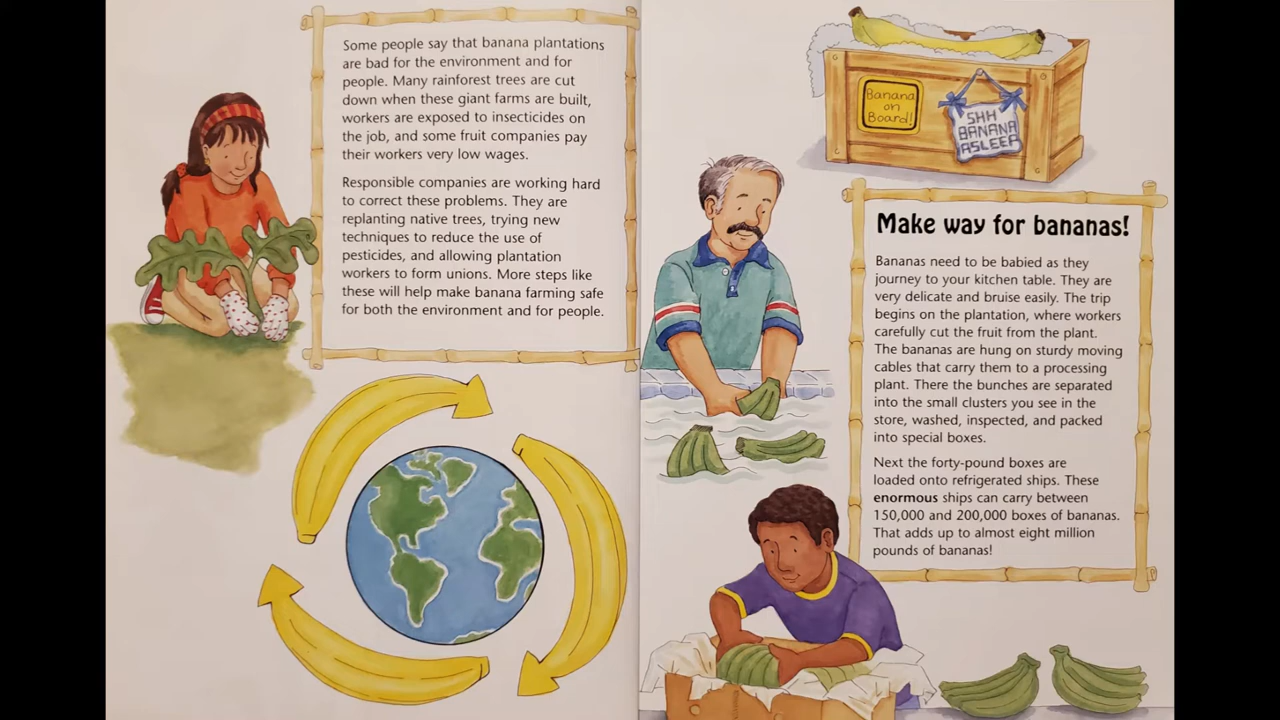 Some people say that banana plantations
are bad for the environment and for
people. Many rainforest trees are cut
down when these giant farms are built,
workers are exposed to insecticides on
the job, and some fruit companies pay
their workers very low wages.
Responsible companies are working hard
to correct these problems. They are
replanting native trees, trying new
techniques to reduce the use of
pesticides, and allowing plantation
workers to form unions. More steps like
these will help make banana farming safe
for both the environment and for people.
Banana
on
Board!
SHH
BANANA
ASLEEP
Make way for bananas!
Bananas need to be babied as they
journey to your kitchen table. They are
very delicate and bruise easily. The trip
begins on the plantation, where workers
carefully cut the fruit from the plant.
The bananas are hung on sturdy moving
cables that carry them to a processing
plant. There the bunches are separated
into the small clusters you see in the
store, washed, inspected, and packed
into special boxes.
Next the forty-pound boxes are
loaded onto refrigerated ships. These
enormous ships can carry between
150,000 and 200,000 boxes of bananas.
That adds up to almost eight million
pounds of bananas!